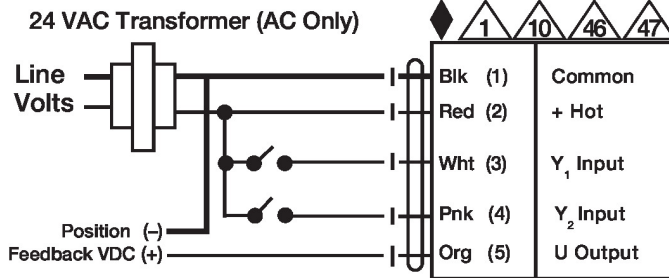 24 VAC Transformer (AC Only)
1 10 46 47
Line
Volts
Blk (1) Common
Red (2) + Hot
Wht (3) Y1 Input
Pnk (4) Y2 Input
Position (–)
Feedback VDC (+)
Org (5) U Output